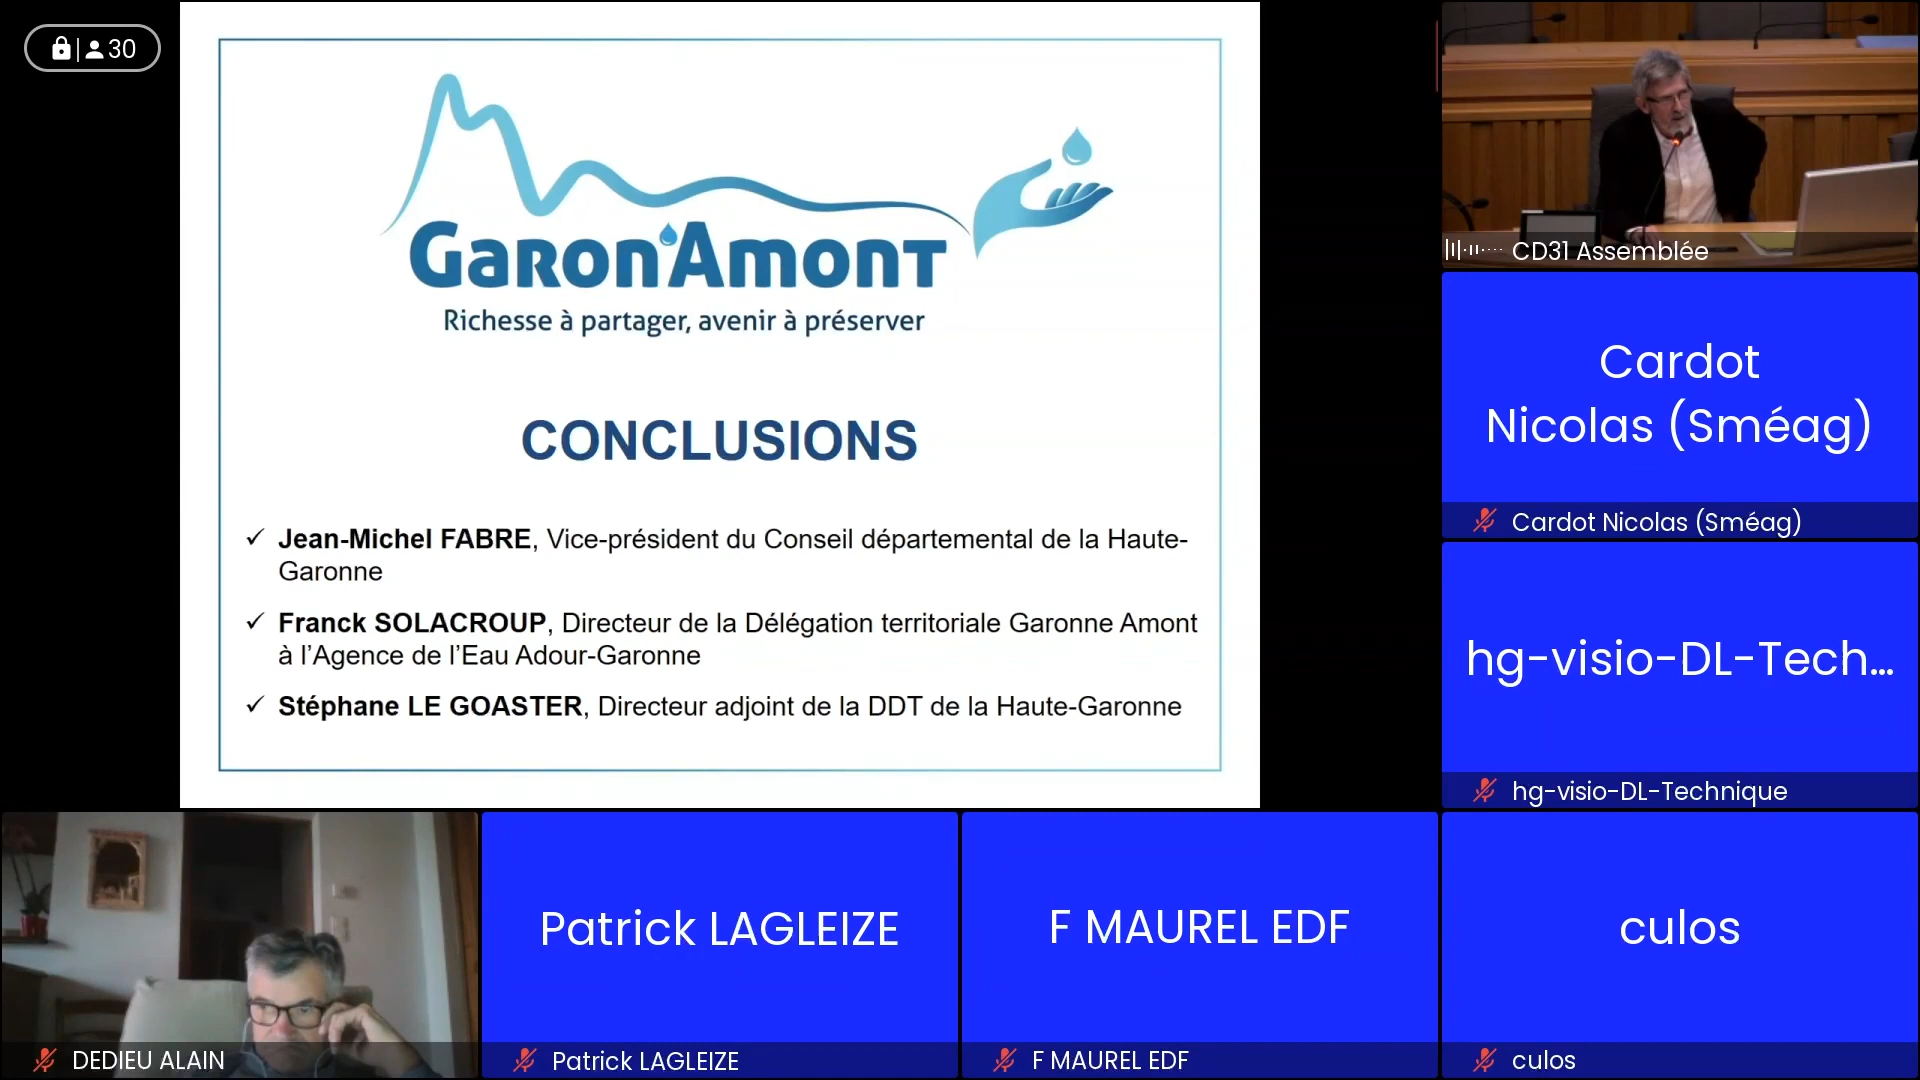 30
GARON'AMONT
Richesse à partager, avenir à préserver
CONCLUSIONS
✓ Jean-Michel FABRE, Vice-président du Conseil départemental de la Haute-
Garonne
✓ Franck SOLACROUP, Directeur de la Délégation territoriale Garonne Amont
à l’Agence de l’Eau Adour-Garonne
✓ Stéphane LE GOASTER, Directeur adjoint de la DDT de la Haute-Garonne
CD31 Assemblée
Cardot
Nicolas (Sméag)
Cardot Nicolas (Sméag)
hg-visio-DL-Tech...
hg-visio-DL-Technique
DEDIEU ALAIN
Patrick LAGLEIZE
Patrick LAGLEIZE
F MAUREL EDF
F MAUREL EDF
culos
culos